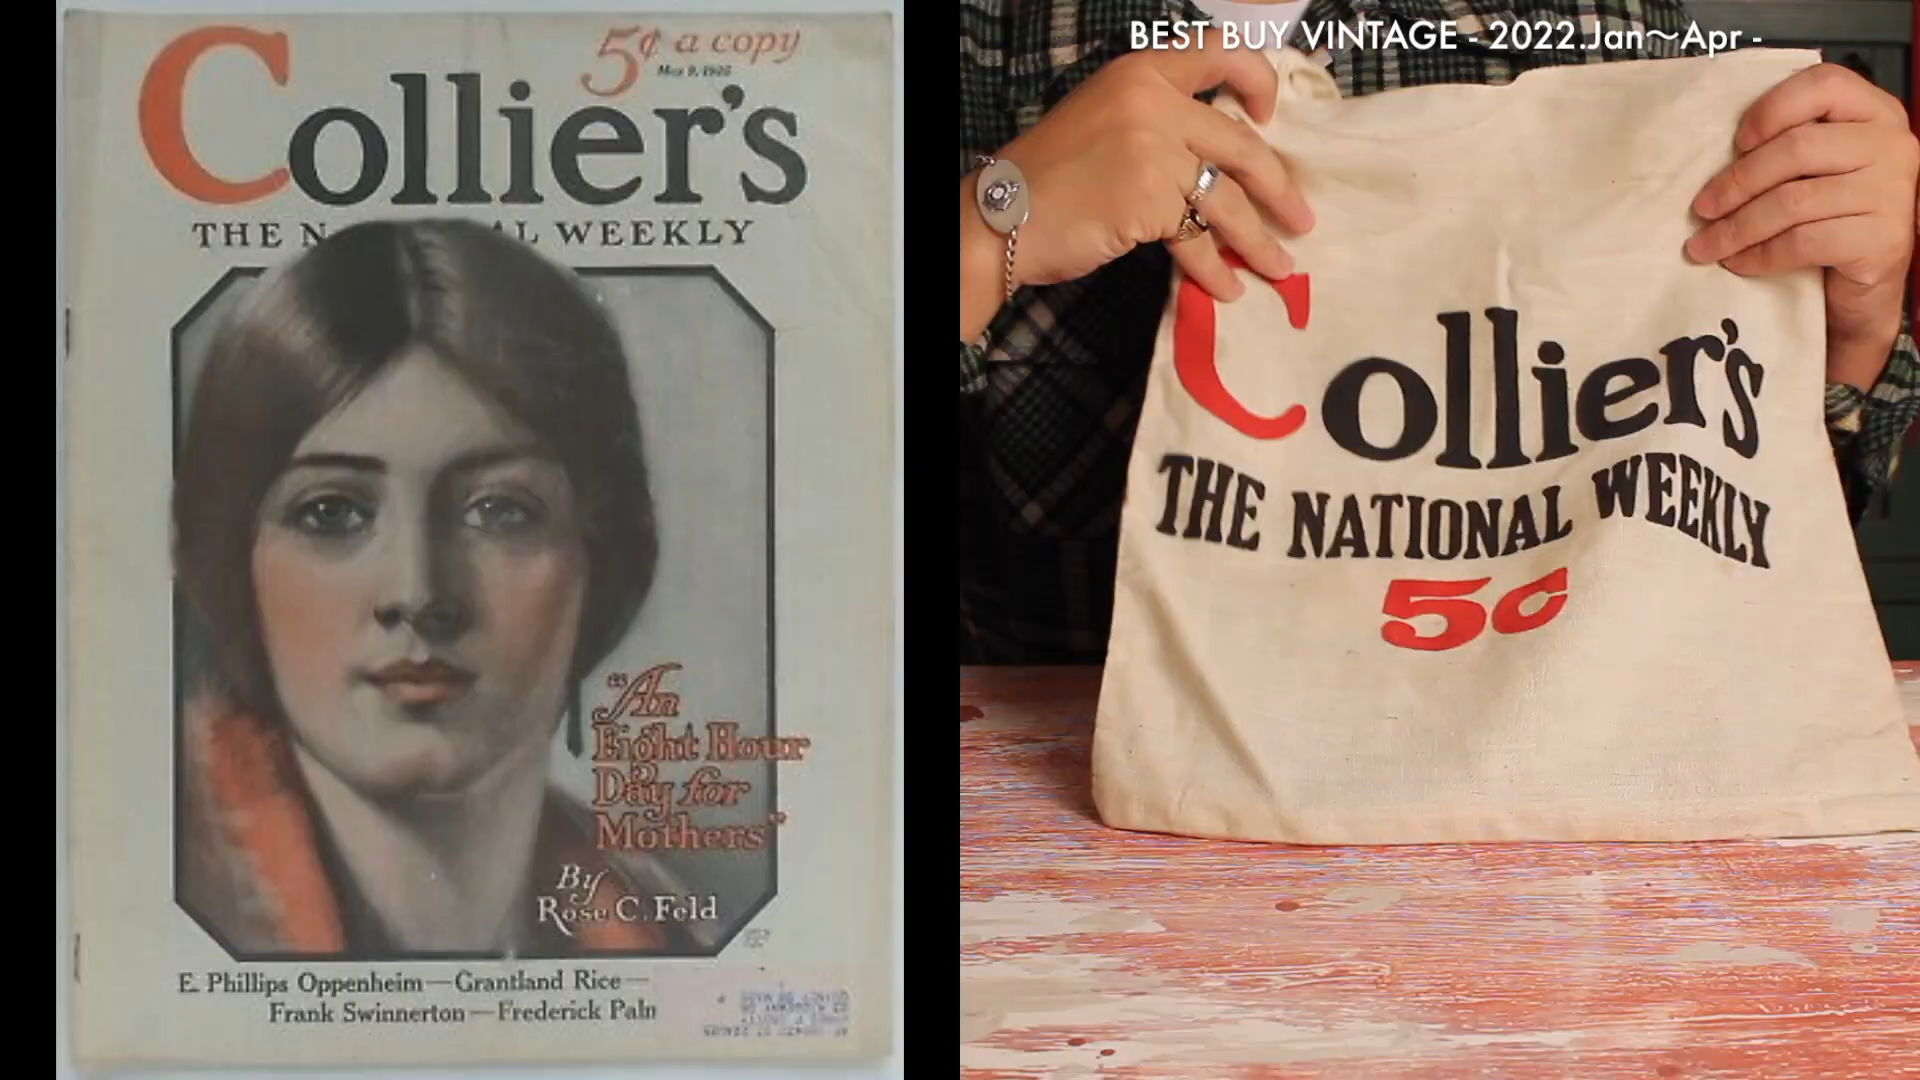 5¢ a copy
Collier's
THE N AL WEEKLY
"An
Eight Hour
Day for
Mothers"
By
Rose C. Feld
E. Phillips Oppenheim—Grantland Rice—
Frank Swinnerton—Frederick Palm
BEST BUY VINTAGE - 2022.Jan～Apr -
Collier's
THE NATIONAL WEEKLY
5¢